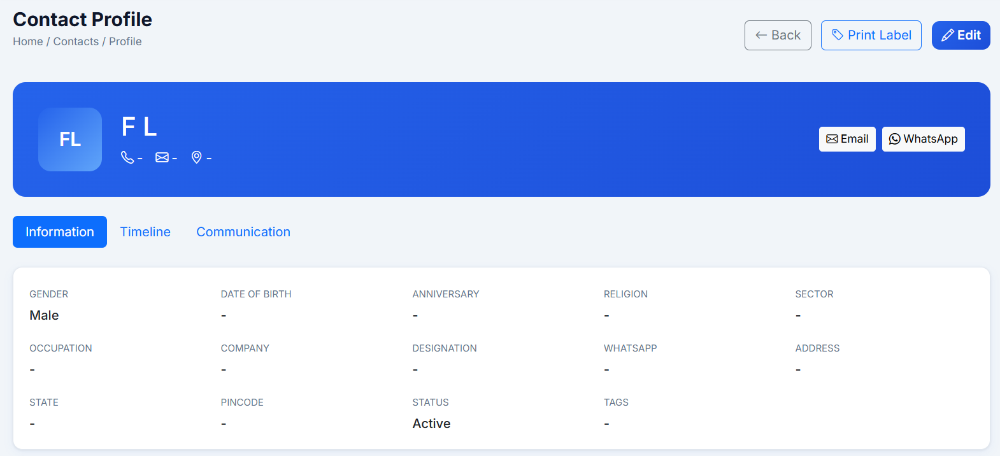 Contact Profile
Home / Contacts / Profile
Back
Print Label
Edit
FL
F L
- - -
Email
WhatsApp
Information Timeline Communication
GENDER DATE OF BIRTH ANNIVERSARY RELIGION SECTOR
Male - - - -
OCCUPATION COMPANY DESIGNATION WHATSAPP ADDRESS
- - - - -
STATE PINCODE STATUS TAGS
- - Active -